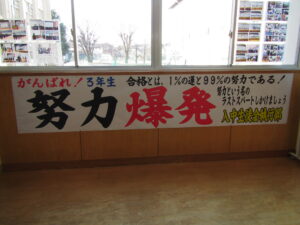 がんばれ！ 3年生 合格とは、1％の運と99％の努力である！
努力爆発
努力という名の
ラストスパートしかけましょう
入中生徒会執行部